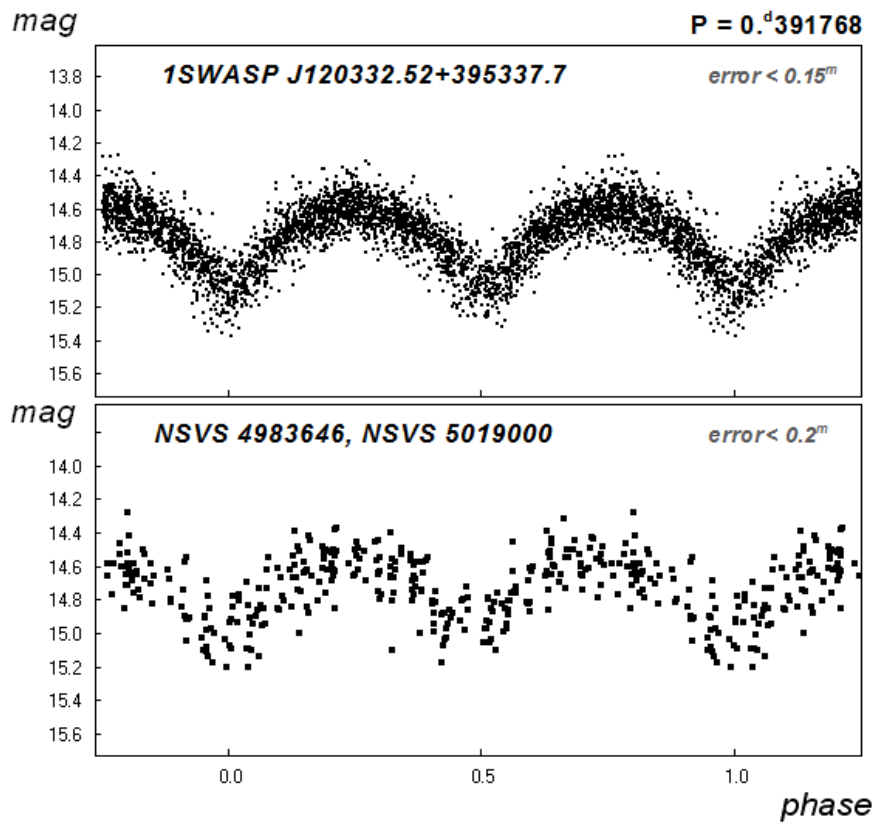 mag
P = 0.ᵈ391768
1SWASP J120332.52+395337.7
error < 0.15ᵐ
13.8
14.0
14.2
14.4
14.6
14.8
15.0
15.2
15.4
15.6
mag
NSVS 4983646, NSVS 5019000
error< 0.2ᵐ
14.0
14.2
14.4
14.6
14.8
15.0
15.2
15.4
15.6
0.0 0.5 1.0
phase